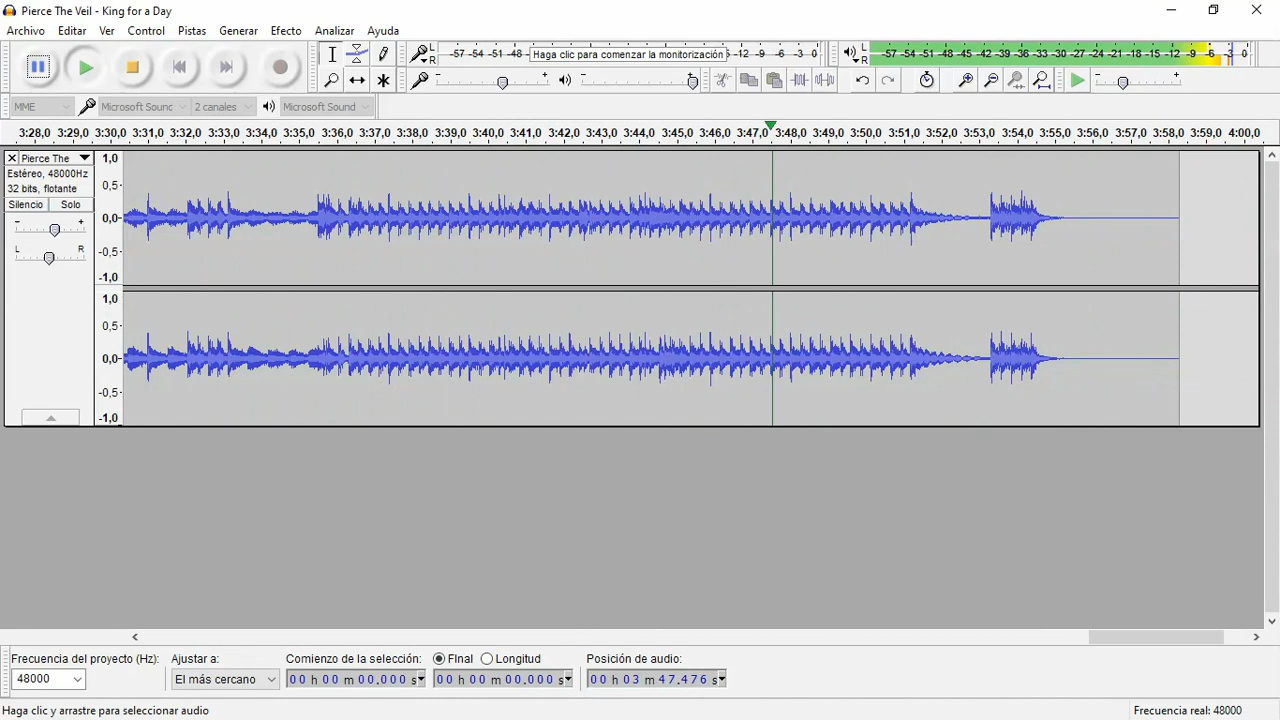 Pierce The Veil - King for a Day
Archivo Editar Ver Control Pistas Generar Efecto Analizar Ayuda
L R -57 -54 -51 -48 Haga clic para comenzar la monitorización -12 -9 -6 -3 0 L R -57 -54 -51 -48 -45 -42 -39 -36 -33 -30 -27 -24 -21 -18 -15 -12 -9 -6 -3 0
- + - + - +
MME Microsoft Sounc 2 canales Microsoft Sound
3:28,0 3:29,0 3:30,0 3:31,0 3:32,0 3:33,0 3:34,0 3:35,0 3:36,0 3:37,0 3:38,0 3:39,0 3:40,0 3:41,0 3:42,0 3:43,0 3:44,0 3:45,0 3:46,0 3:47,0 3:48,0 3:49,0 3:50,0 3:51,0 3:52,0 3:53,0 3:54,0 3:55,0 3:56,0 3:57,0 3:58,0 3:59,0 4:00,0
Pierce The
Estéreo, 48000Hz
32 bits, flotante
Silencio Solo
- +
L R
1,0
0,5
0,0
-0,5
-1,0
1,0
0,5
0,0
-0,5
-1,0
Frecuencia del proyecto (Hz): Ajustar a: Comienzo de la selección: FInal Longitud Posición de audio:
48000 El más cercano 00 h 00 m 00.000 s 00 h 00 m 00.000 s 00 h 03 m 47.476 s
Haga clic y arrastre para seleccionar audio Frecuencia real: 48000